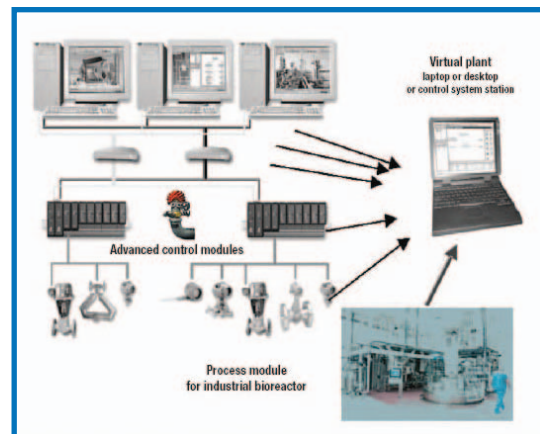 Virtual plant
laptop or desktop
or control system station
Advanced control modules
Process module
for industrial bioreactor